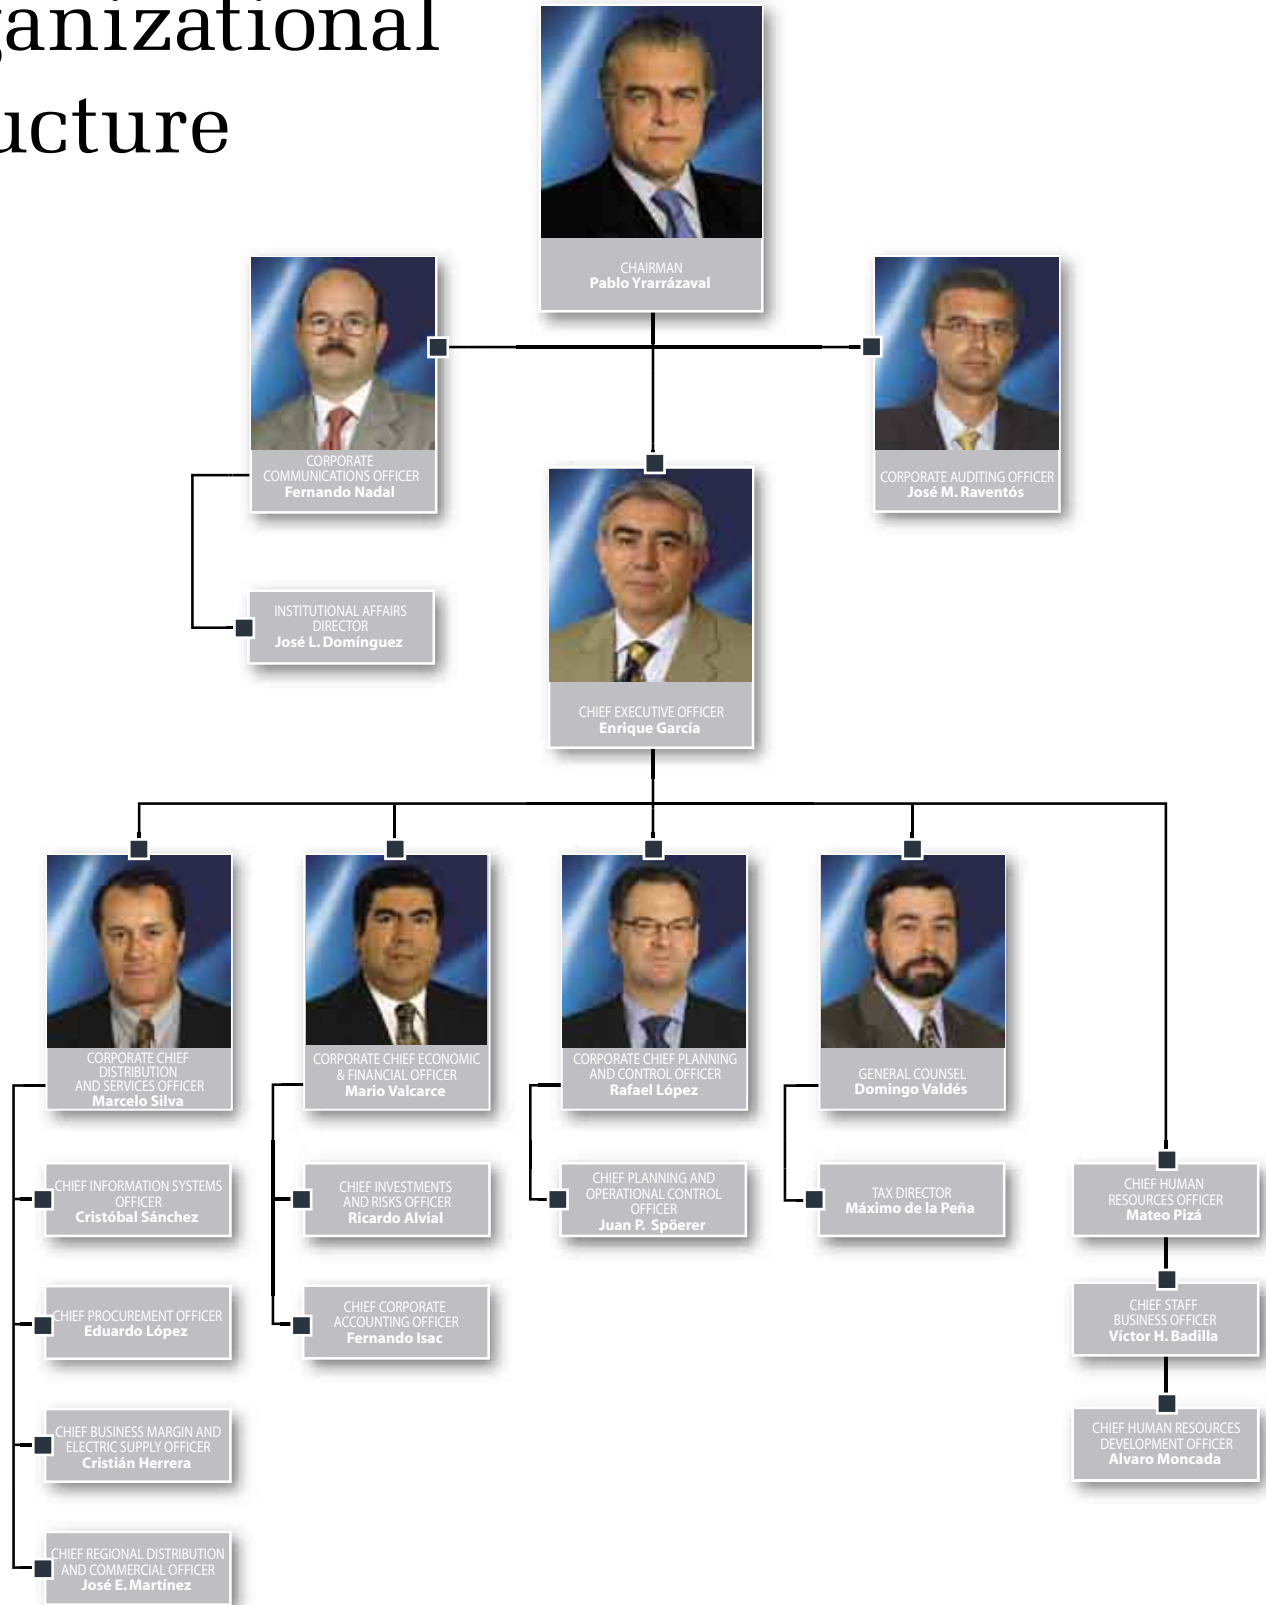 ganizational
ucture
CHAIRMAN
Pablo Yrarrázaval
CORPORATE
COMMUNICATIONS OFFICER
Fernando Nadal
CORPORATE AUDITING OFFICER
José M. Raventós
INSTITUTIONAL AFFAIRS
DIRECTOR
José L. Domínguez
CHIEF EXECUTIVE OFFICER
Enrique García
CORPORATE CHIEF
DISTRIBUTION
AND SERVICES OFFICER
Marcelo Silva
CORPORATE CHIEF ECONOMIC
& FINANCIAL OFFICER
Mario Valcarce
CORPORATE CHIEF PLANNING
AND CONTROL OFFICER
Rafael López
GENERAL COUNSEL
Domingo Valdés
CHIEF INFORMATION SYSTEMS
OFFICER
Cristóbal Sánchez
CHIEF INVESTMENTS
AND RISKS OFFICER
Ricardo Alvial
CHIEF PLANNING AND
OPERATIONAL CONTROL
OFFICER
Juan P. Spöerer
TAX DIRECTOR
Máximo de la Peña
CHIEF HUMAN
RESOURCES OFFICER
Mateo Pizá
CHIEF PROCUREMENT OFFICER
Eduardo López
CHIEF CORPORATE
ACCOUNTING OFFICER
Fernando Isac
CHIEF STAFF
BUSINESS OFFICER
Víctor H. Badilla
CHIEF BUSINESS MARGIN AND
ELECTRIC SUPPLY OFFICER
Cristián Herrera
CHIEF HUMAN RESOURCES
DEVELOPMENT OFFICER
Alvaro Moncada
CHIEF REGIONAL DISTRIBUTION
AND COMMERCIAL OFFICER
José E. Martínez